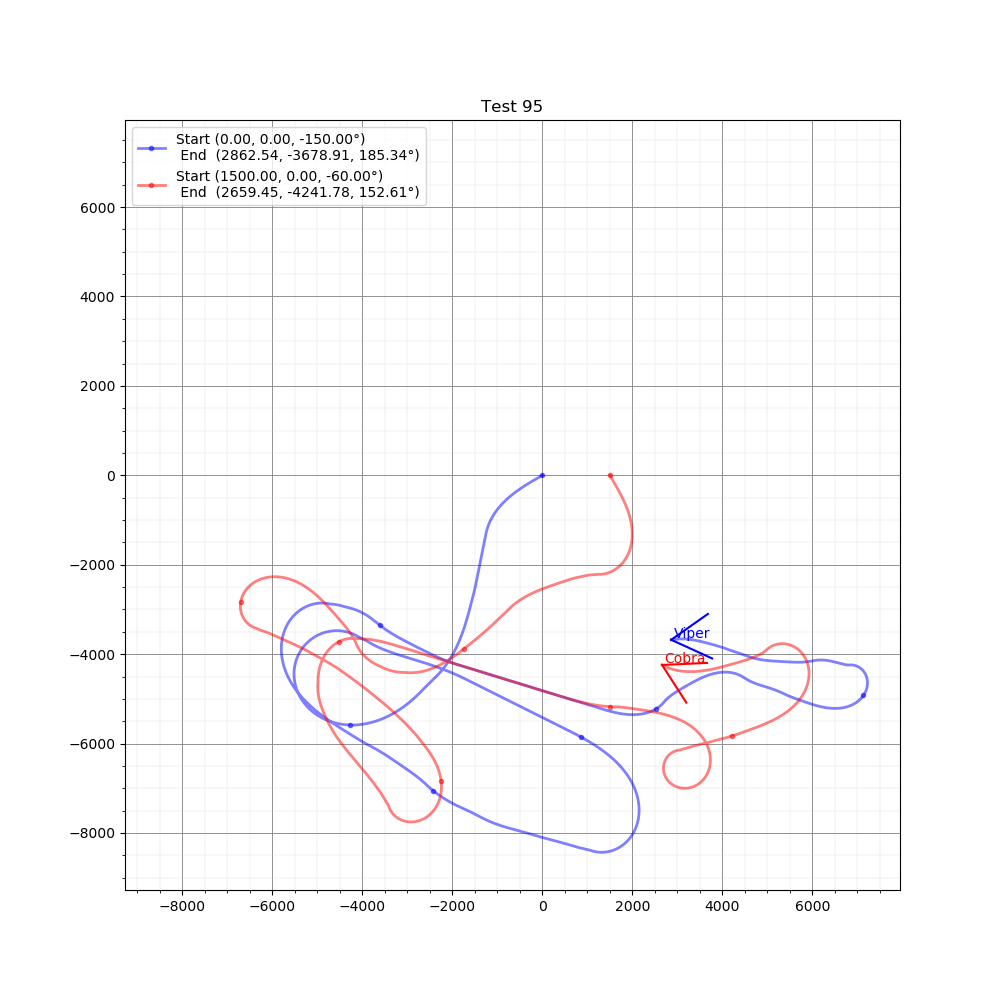 Test 95
Start (0.00, 0.00, -150.00°)
End  (2862.54, -3678.91, 185.34°)
Start (1500.00, 0.00, -60.00°)
End  (2659.45, -4241.78, 152.61°)
6000
4000
2000
0
−2000
−4000
−6000
−8000
Viper
Cobra
−8000 −6000 −4000 −2000 0 2000 4000 6000